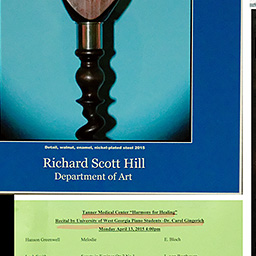 Detail, walnut, enamel, nickel-plated steel 2015
Richard Scott Hill
Department of Art
Tanner Medical Center "Harmony for Healing"
Recital by University of West Georgia Piano Students -Dr. Carol Gingerich
Monday April 13, 2015 4:00pm
Hanson Greenwell Melodie E. Bloch